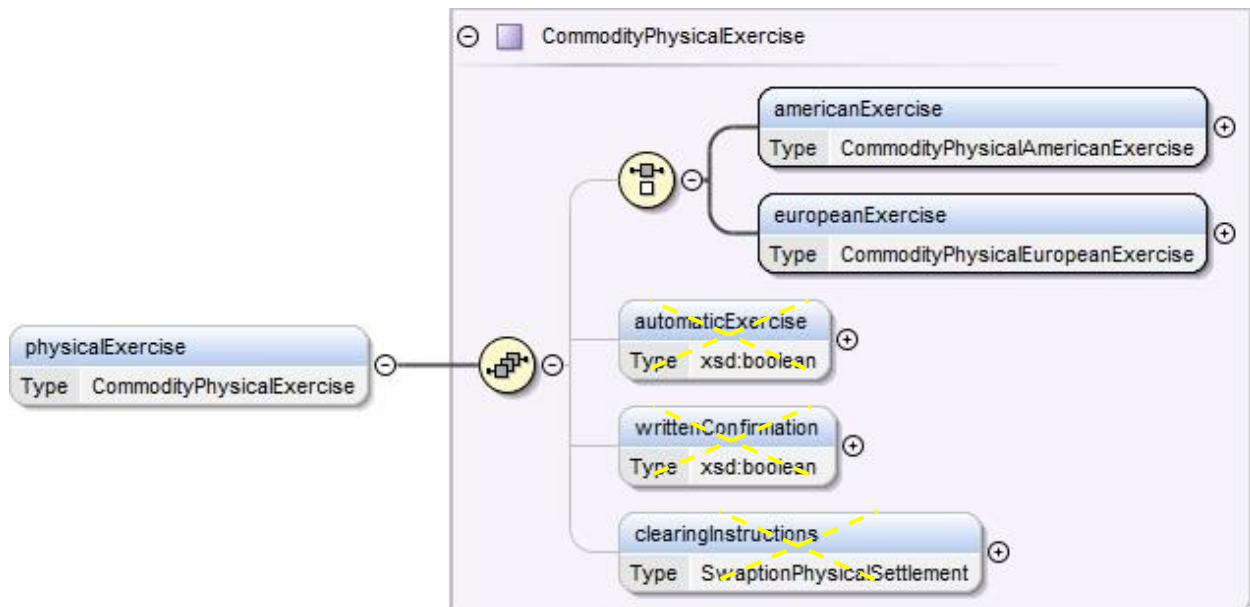 CommodityPhysicalExercise
americanExercise
Type CommodityPhysicalAmericanExercise
europeanExercise
Type CommodityPhysicalEuropeanExercise
automaticExercise
Type xsd:boolean
physicalExercise
Type CommodityPhysicalExercise
writtenConfirmation
Type xsd:boolean
clearingInstructions
Type SwaptionPhysicalSettlement